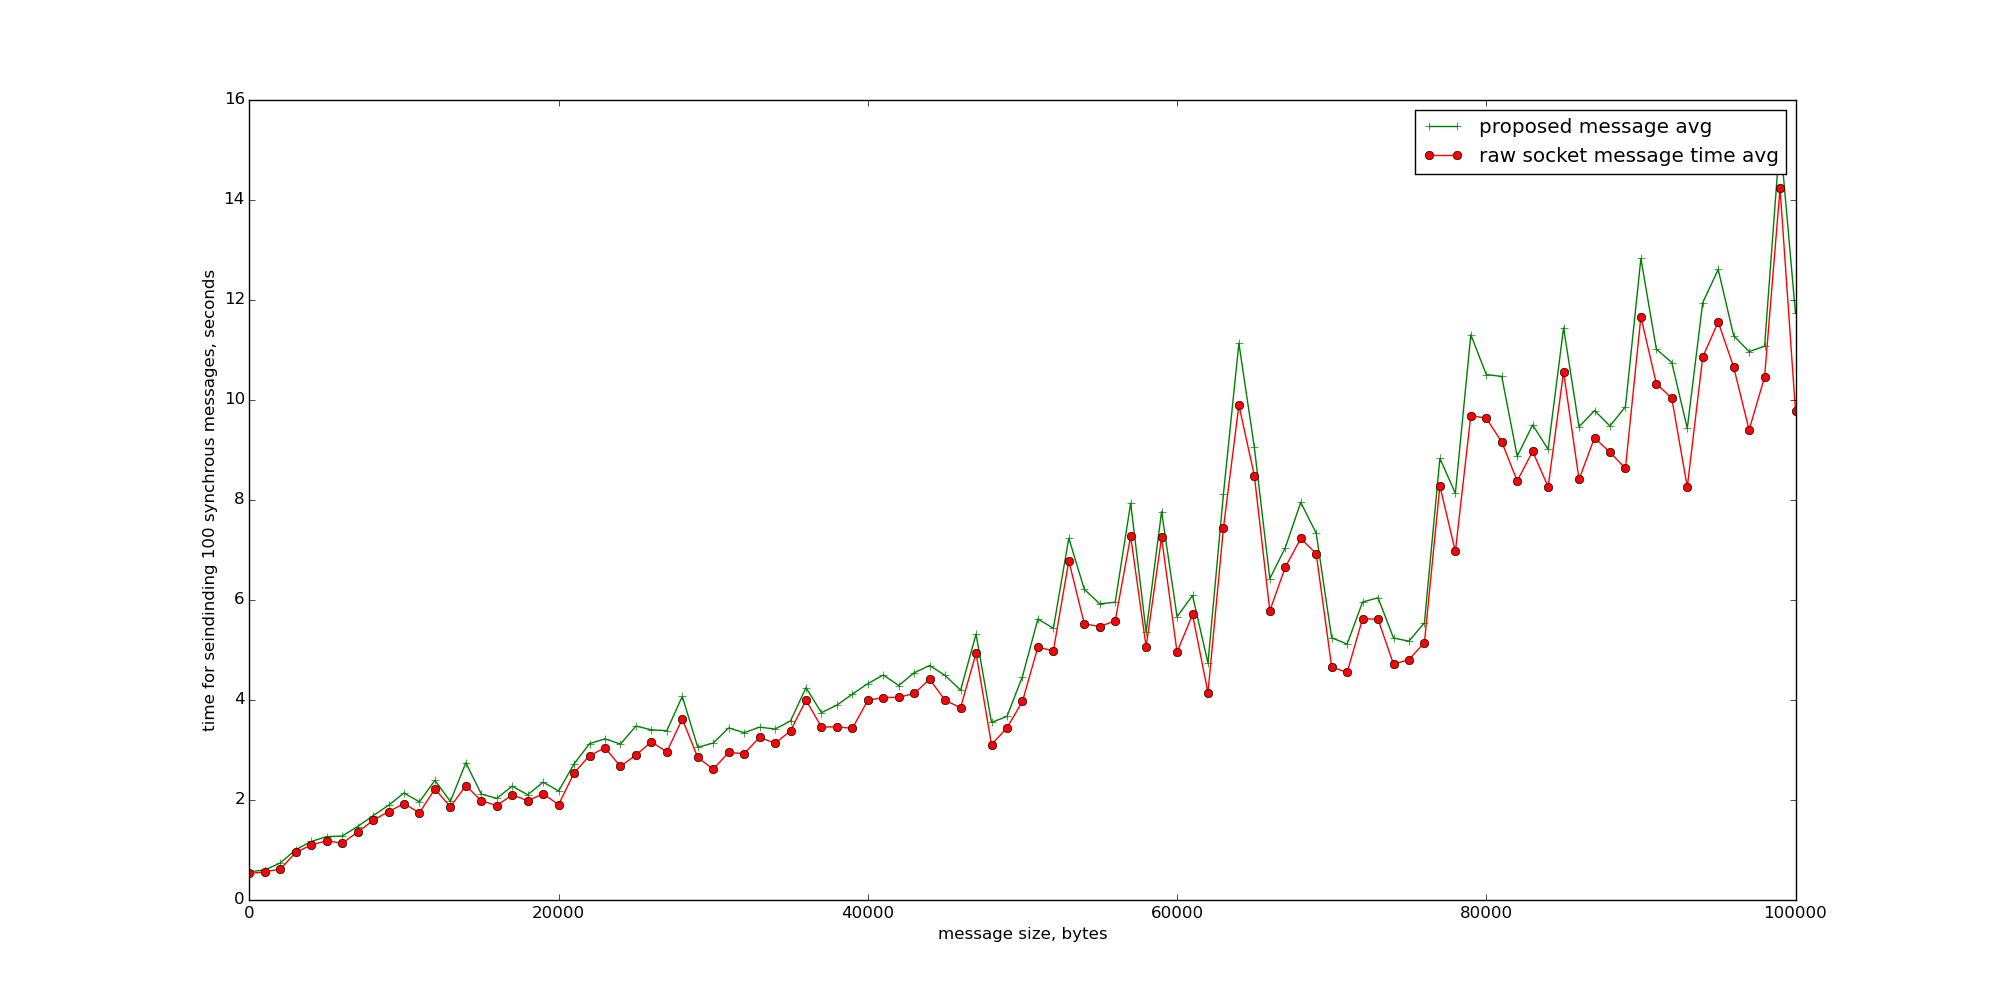 16
14
12
10
8
6
4
2
0
0 20000 40000 60000 80000 100000
message size, bytes
time for seindinding 100 synchrous messages, seconds
proposed message avg
raw socket message time avg